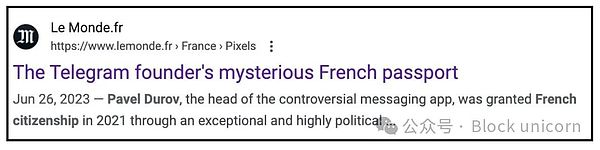 Le Monde.fr
https://www.lemonde.fr › France › Pixels
The Telegram founder's mysterious French passport
Jun 26, 2023 — Pavel Durov, the head of the controversial messaging app, was granted French
citizenship in 2021 through an exceptional and highly political ...
公众号 · Block unicorn